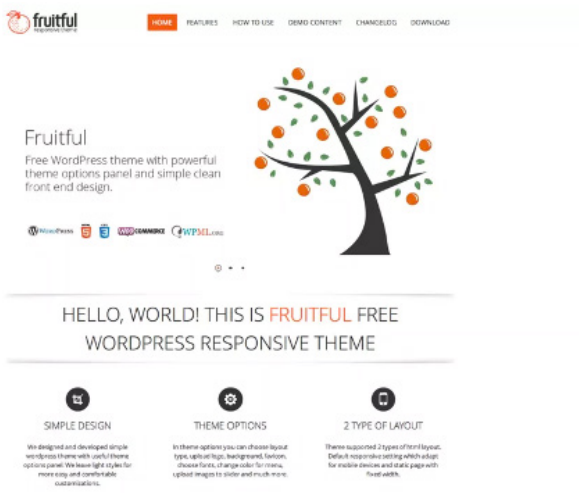 fruitful
responsive theme
HOME FEATURES HOW TO USE DEMO CONTENT CHANGELOG DOWNLOAD
Fruitful
Free WordPress theme with powerful
theme options panel and simple clean
front end design.
WordPress 5 3 WOO COMMERCE WPML.ORG
HELLO, WORLD! THIS IS FRUITFUL FREE
WORDPRESS RESPONSIVE THEME
SIMPLE DESIGN
We designed and developed simple
wordpress theme with useful theme
options panel. We leave light styles for
more easy and comfortable
customizations.
THEME OPTIONS
In theme options you can choose layout
type, upload logo, background, favicon,
choose fonts, change color for menu,
upload images to slider and much more.
2 TYPE OF LAYOUT
Theme supported 2 types of html layout.
Default responsive setting which adapt
for mobile devices and static page with
fixed width.